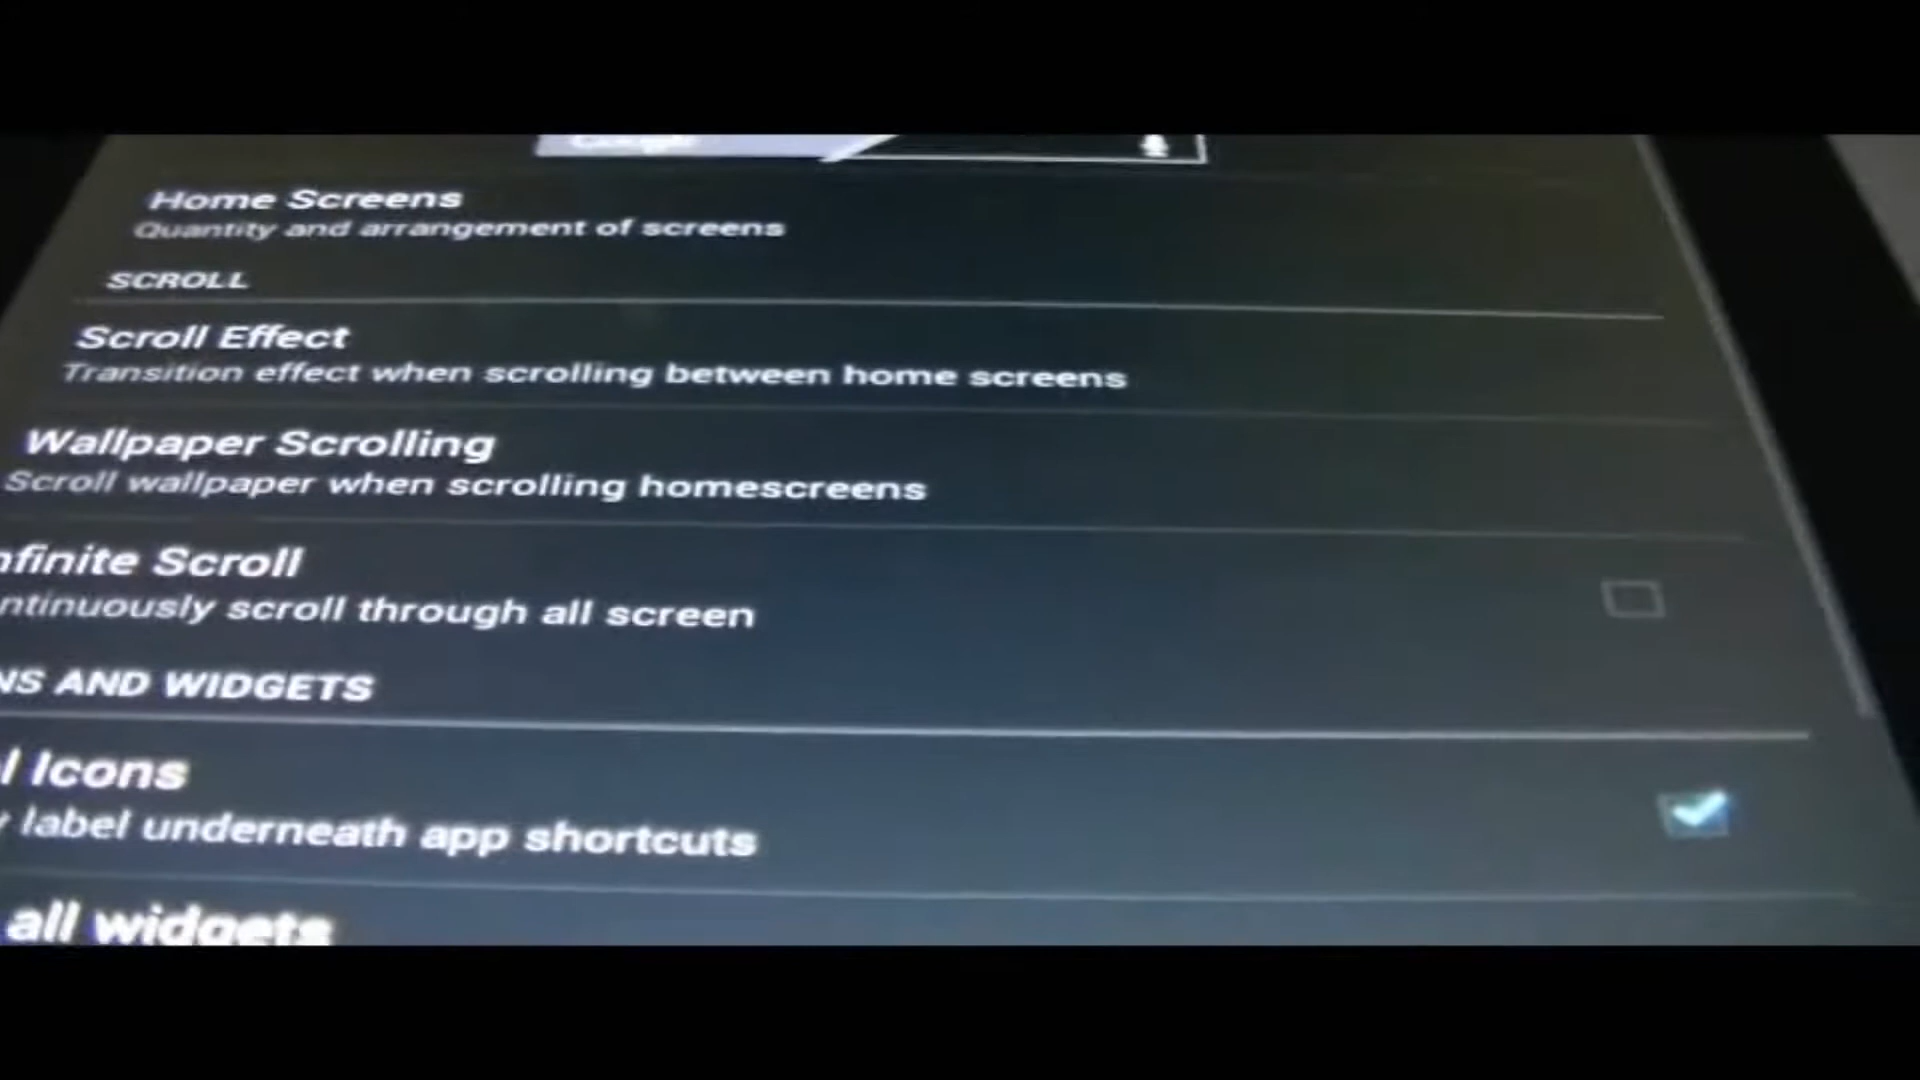 Google
Home Screens
Quantity and arrangement of screens
SCROLL
Scroll Effect
Transition effect when scrolling between home screens
Wallpaper Scrolling
Scroll wallpaper when scrolling homescreens
nfinite Scroll
ntinuously scroll through all screen
NS AND WIDGETS
l Icons
y label underneath app shortcuts
all widgets